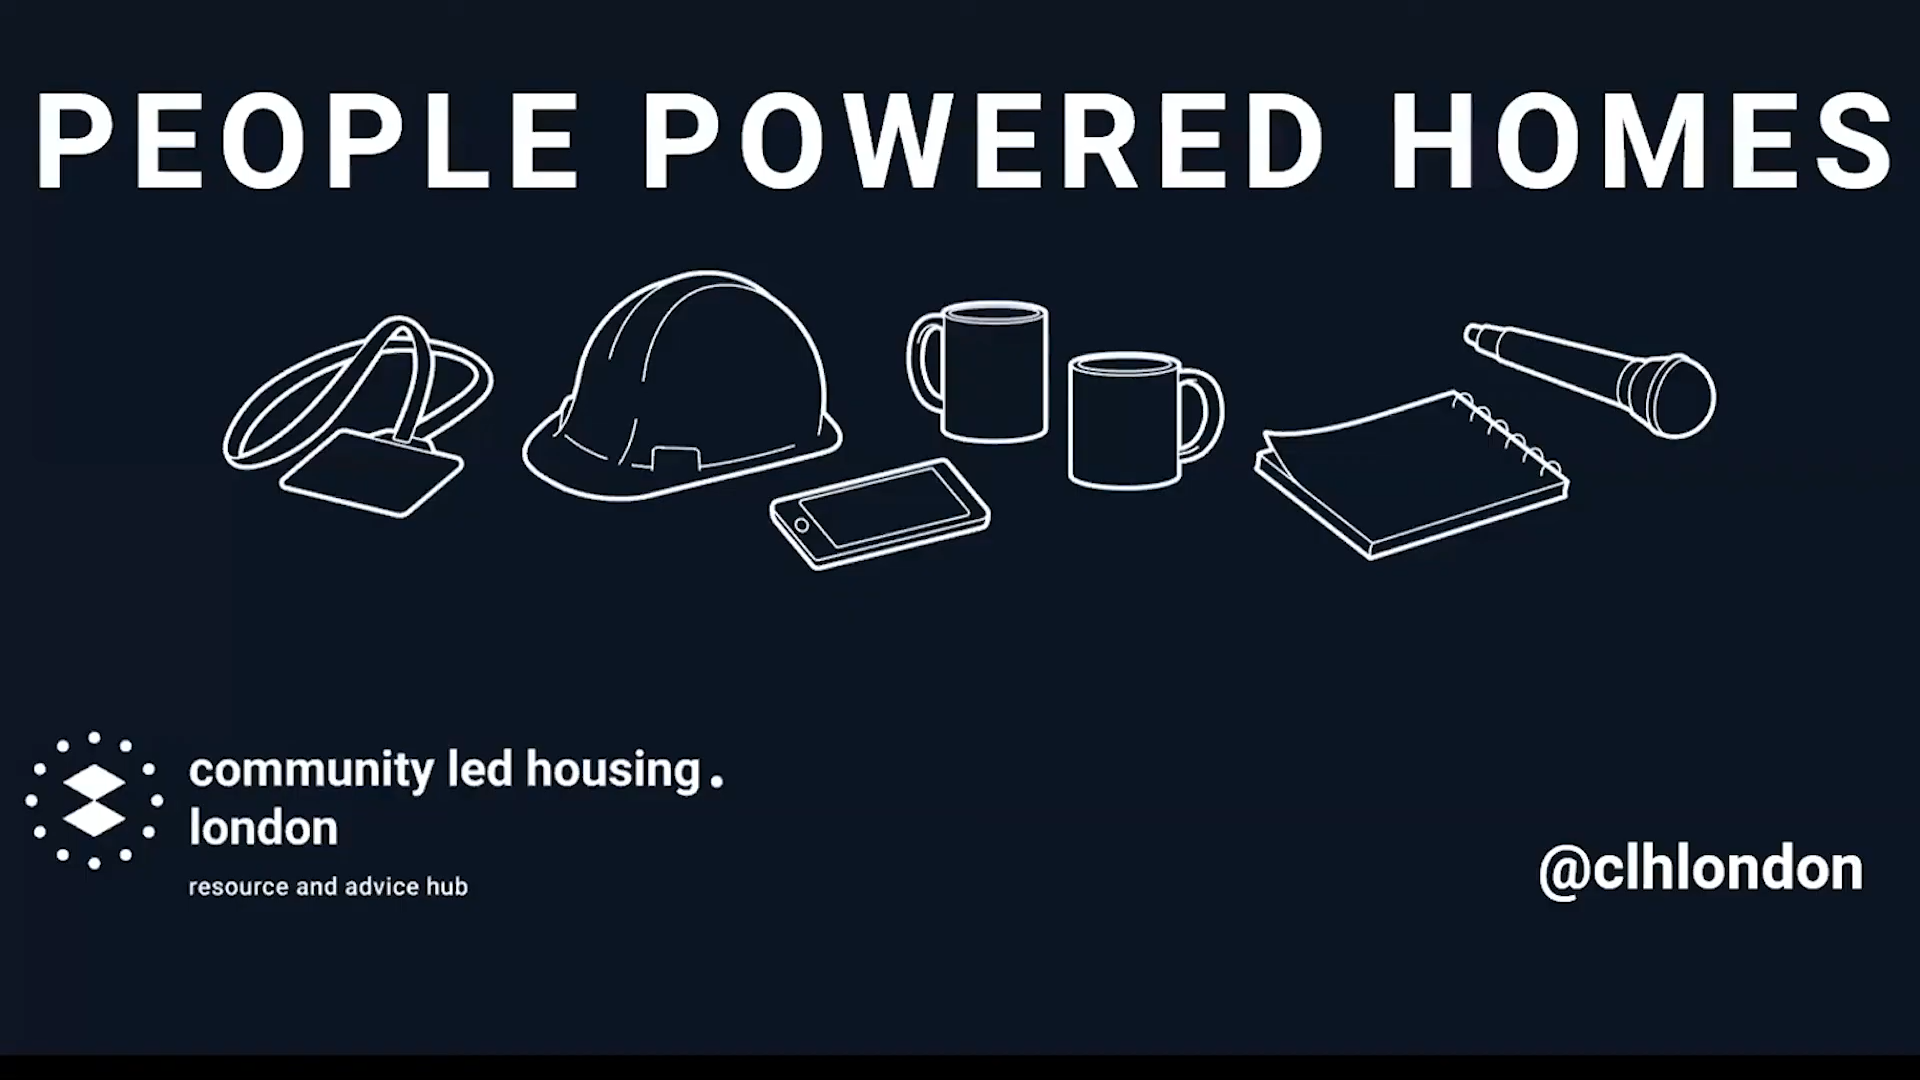 PEOPLE POWERED HOMES
community led housing.
london
resource and advice hub
@clhlondon